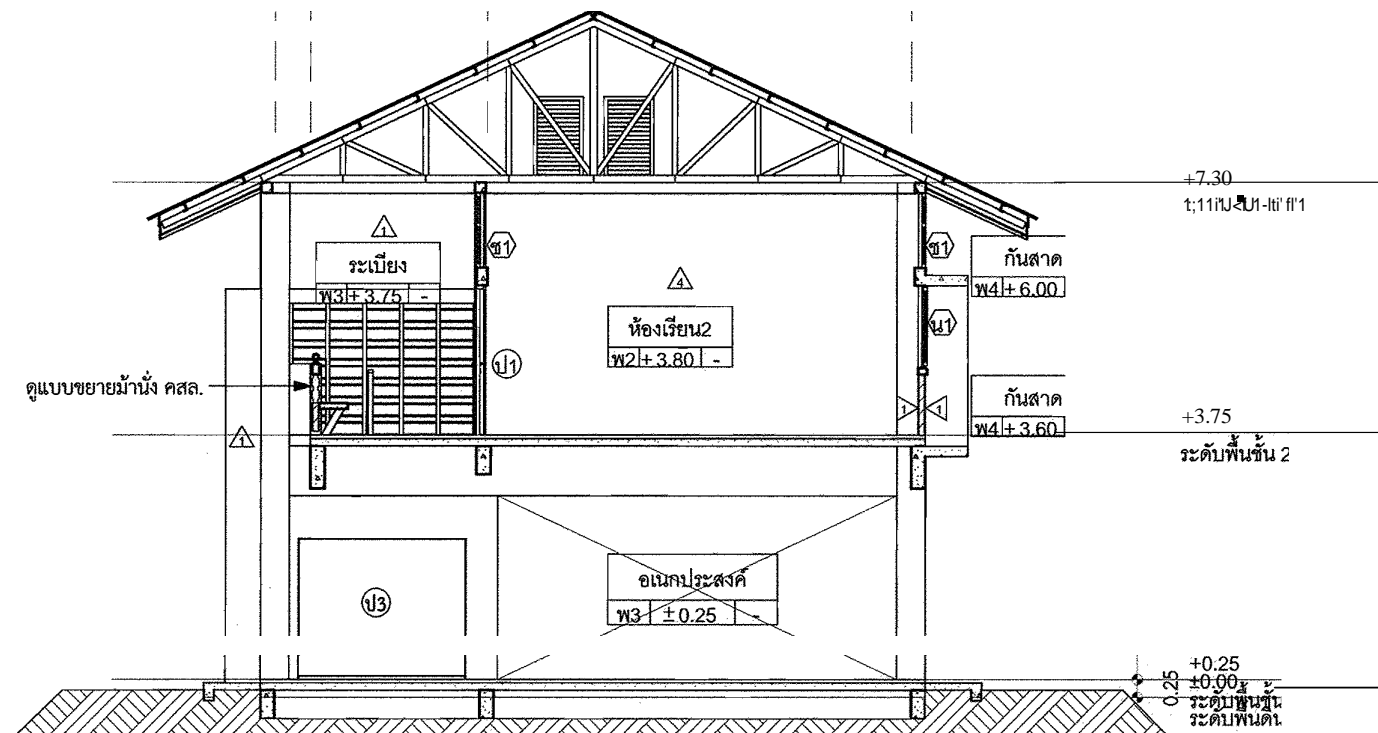 +7.30
1
ระเบียง
พ3 +3.75 -
ช1
4
ห้องเรียน2
พ2 +3.80 -
ป1
ช1
น1
กันสาด
พ4 +6.00
ดูแบบขยายม้านั่ง คสล.
1
1 1
กันสาด
พ4 +3.60
+3.75
ระดับพื้นชั้น 2
ป3
อเนกประสงค์
พ3 ±0.25 -
0.25
+0.25
±0.00
ระดับพื้นชั้น
ระดับพื้นดิน